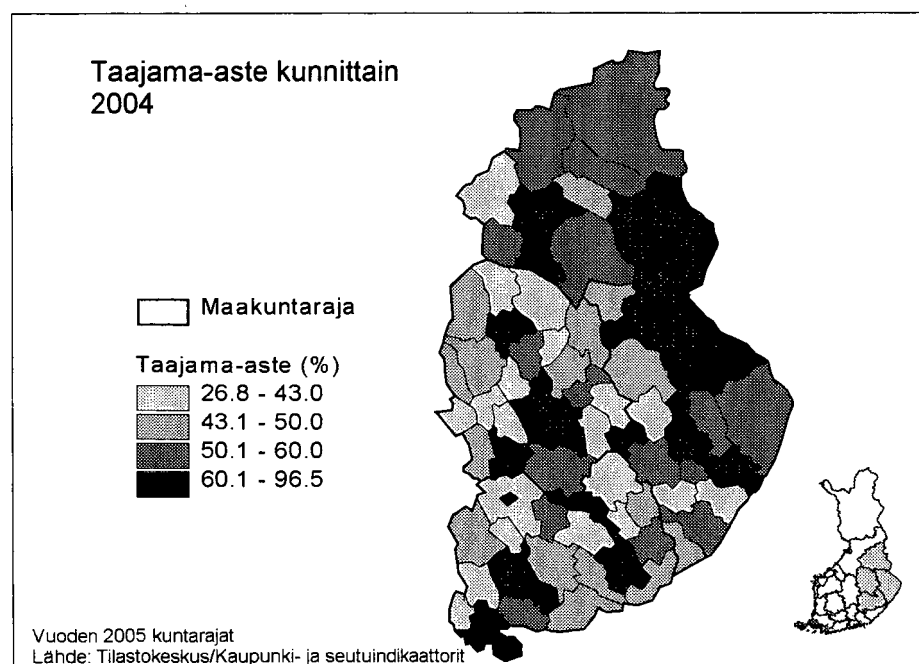 Taajama-aste kunnittain
2004
Maakuntaraja
Taajama-aste (%)
26.8 - 43.0
43.1 - 50.0
50.1 - 60.0
60.1 - 96.5
Vuoden 2005 kuntarajat
Lähde: Tilastokeskus/Kaupunki- ja seutuindikaattorit